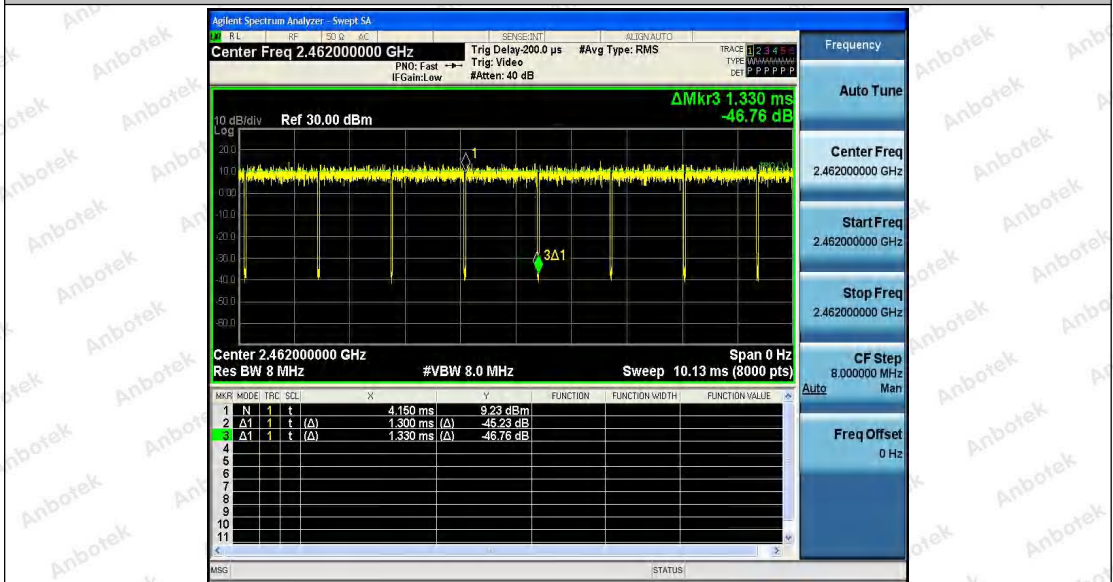 Agilent Spectrum Analyzer - Swept SA
RL RF 50 Ω AC SENSE:INT ALIGN AUTO
Center Freq 2.462000000 GHz
PNO: Fast
IFGain:Low
Trig Delay-200.0 µs #Avg Type: RMS
Trig: Video
#Atten: 40 dB
TRACE 1 2 3 4 5 6
TYPE
DET P P P P P P
ΔMkr3 1.330 ms
-46.76 dB
10 dB/div Ref 30.00 dBm
Log
20.0
10.0
0.00
-10.0
-20.0
-30.0
-40.0
-50.0
-60.0
1
3Δ1
Center 2.462000000 GHz Span 0 Hz
Res BW 8 MHz #VBW 8.0 MHz Sweep 10.13 ms (8000 pts)
MKR MODE TRC SCL X Y FUNCTION FUNCTION WIDTH FUNCTION VALUE
1 N 1 t 4.150 ms 9.23 dBm
2 Δ1 1 t (Δ) 1.300 ms (Δ) -45.23 dB
3 Δ1 1 t (Δ) 1.330 ms (Δ) -46.76 dB
4
5
6
7
8
9
10
11
MSG STATUS
Frequency
Auto Tune
Center Freq
2.462000000 GHz
Start Freq
2.462000000 GHz
Stop Freq
2.462000000 GHz
CF Step
8.000000 MHz
Auto Man
Freq Offset
0 Hz
Anbotek